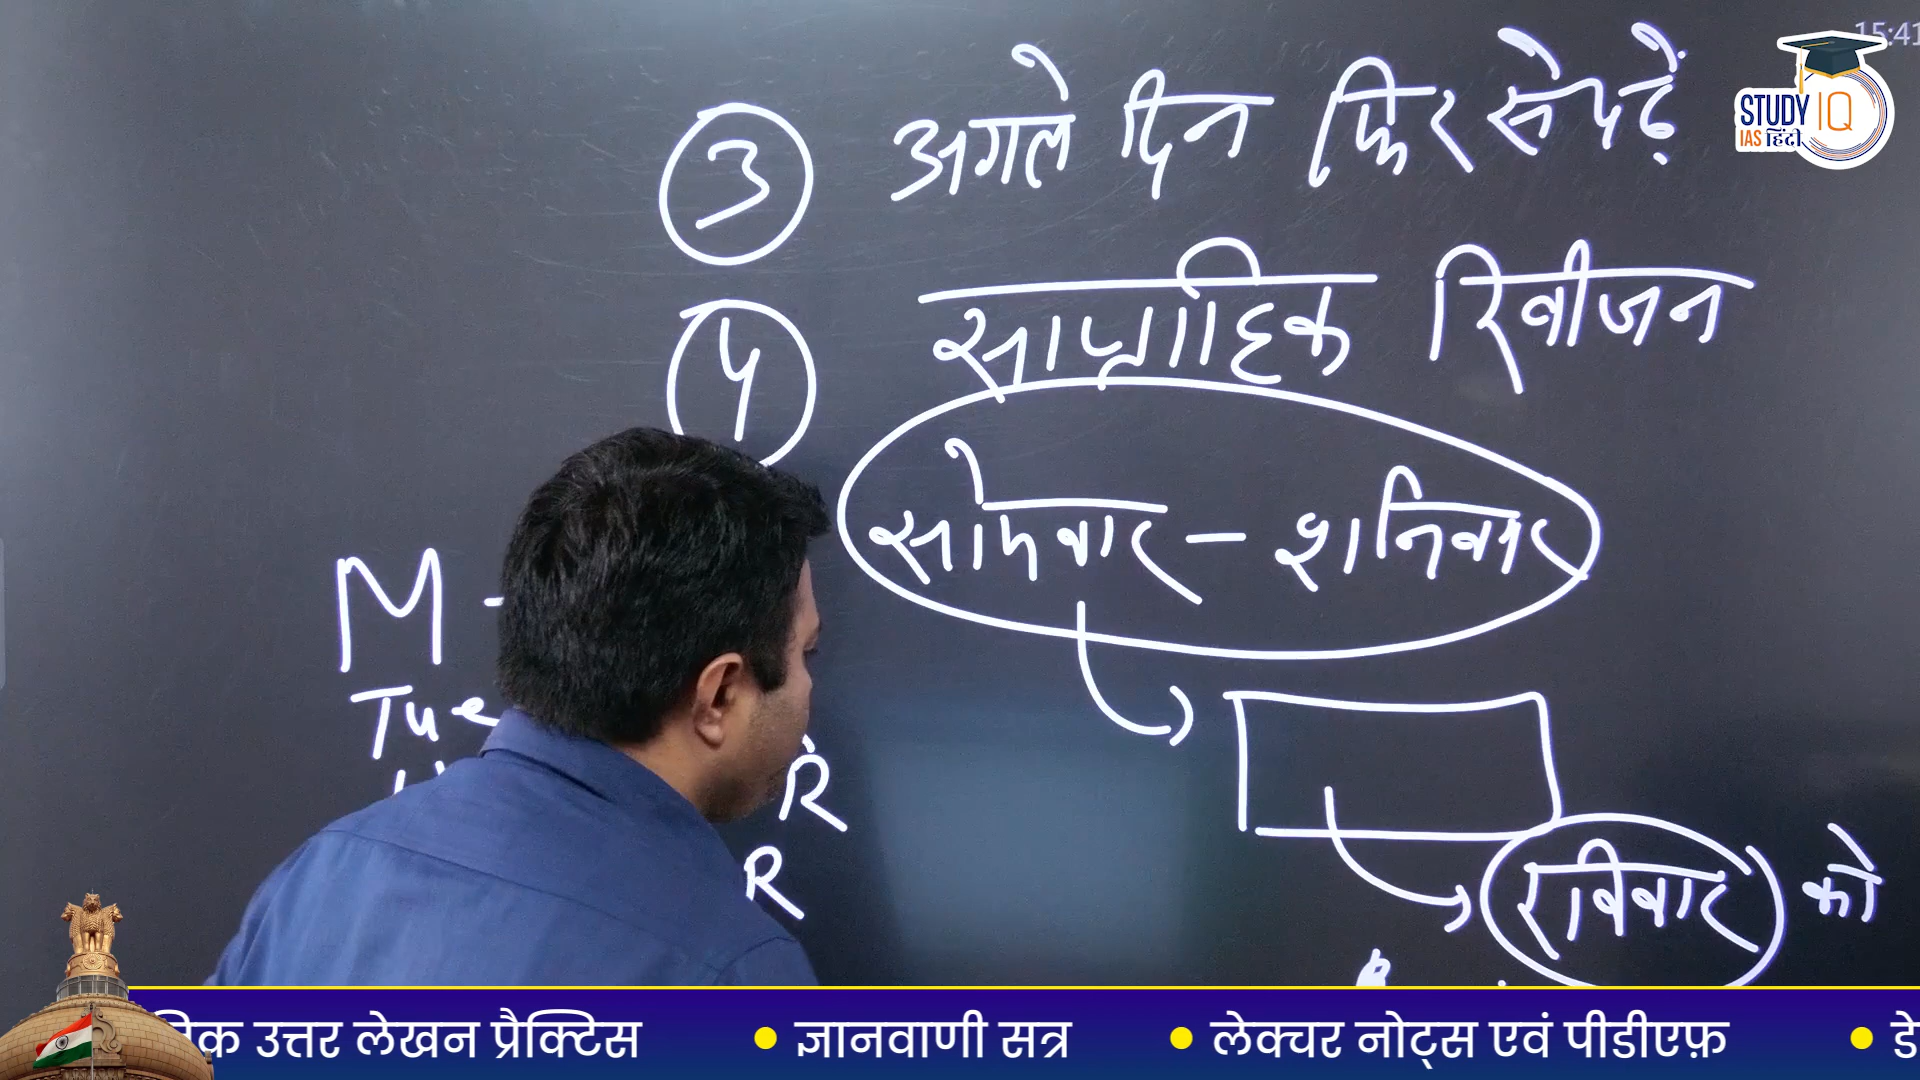 15:41
STUDY IQ
IAS हिंदी
3 अगले दिन फिर से पढ़ें
4 साप्ताहिक रिवीजन
सोमवार - शनिवार
M -
Tue
R
R
रविवार को
उत्तर लेखन प्रैक्टिस • ज्ञानवाणी सत्र • लेक्चर नोट्स एवं पीडीएफ़ •